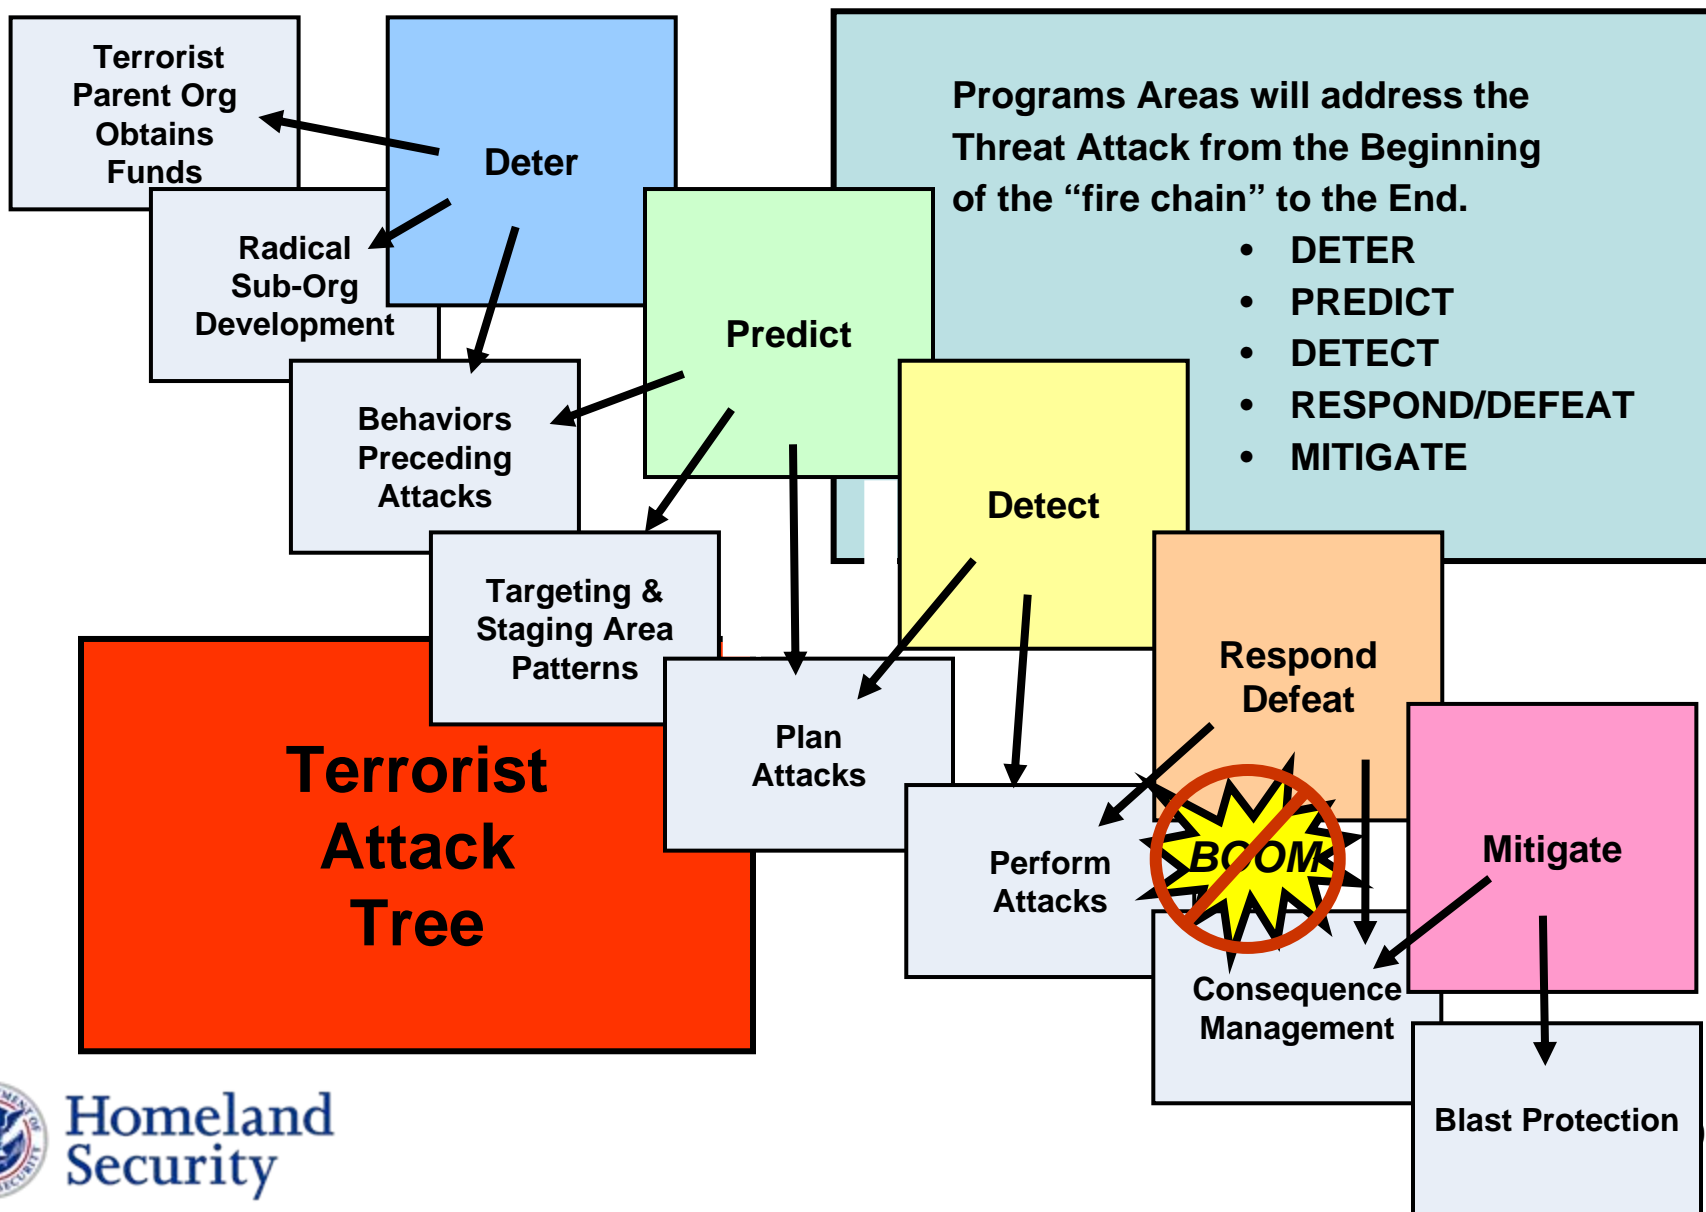 Terrorist
Parent Org
Obtains
Funds
Deter
Programs Areas will address the
Threat Attack from the Beginning
of the “fire chain” to the End.
• DETER
• PREDICT
• DETECT
• RESPOND/DEFEAT
• MITIGATE
Radical
Sub-Org
Development
Predict
Behaviors
Preceding
Attacks
Detect
Targeting &
Staging Area
Patterns
Respond
Defeat
Plan
Attacks
Terrorist
Attack
Tree
Perform
Attacks
BOOM
Mitigate
Consequence
Management
Blast Protection
Homeland
Security